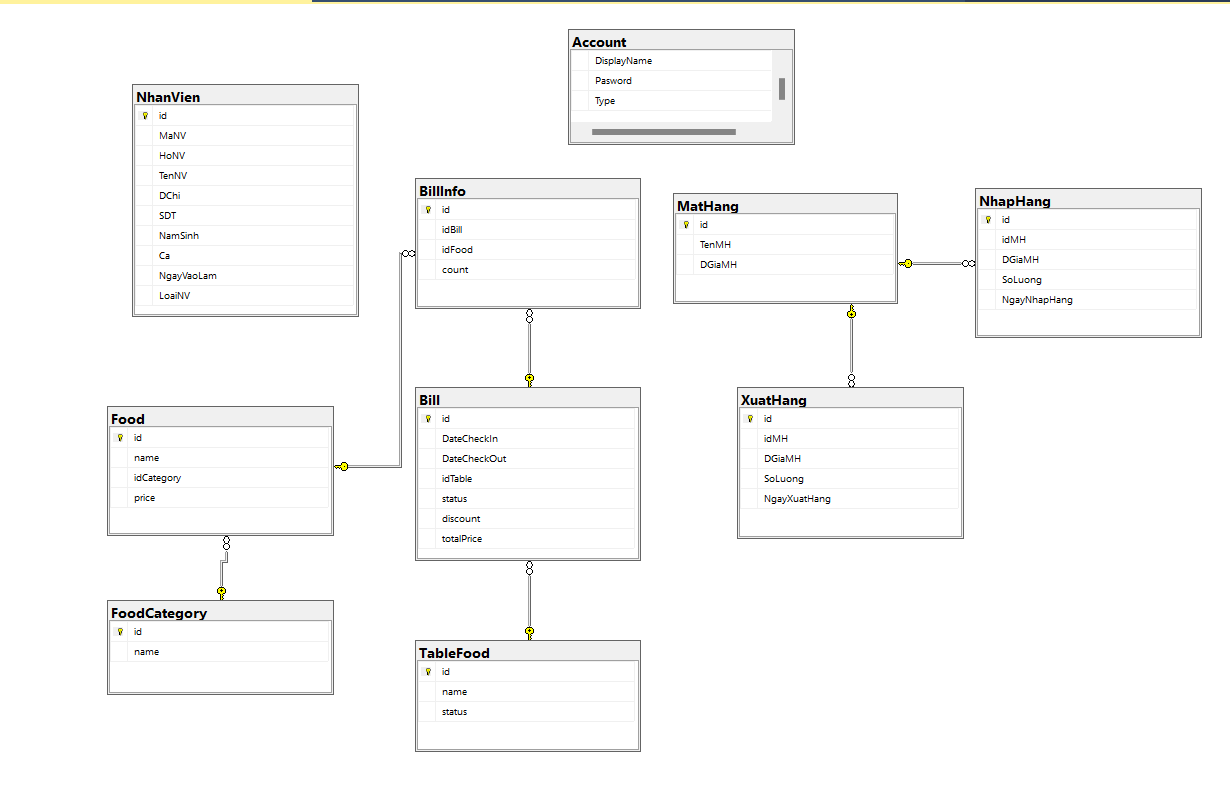 Account
DisplayName
Pasword
Type
NhanVien
id
MaNV
HoNV
TenNV
DChi
SDT
NamSinh
Ca
NgayVaoLam
LoaiNV
BillInfo
id
idBill
idFood
count
MatHang
id
TenMH
DGiaMH
NhapHang
id
idMH
DGiaMH
SoLuong
NgayNhapHang
Food
id
name
idCategory
price
Bill
id
DateCheckIn
DateCheckOut
idTable
status
discount
totalPrice
XuatHang
id
idMH
DGiaMH
SoLuong
NgayXuatHang
FoodCategory
id
name
TableFood
id
name
status